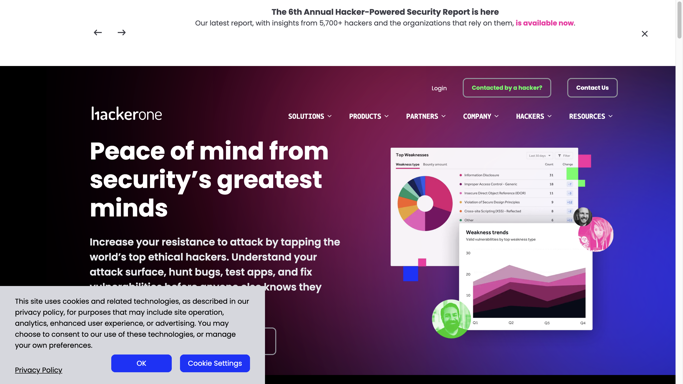 The 6th Annual Hacker-Powered Security Report is here
Our latest report, with insights from 5,700+ hackers and the organizations that rely on them, is available now.
Login
Contacted by a hacker?
Contact Us
hackerone
SOLUTIONS
PRODUCTS
PARTNERS
COMPANY
HACKERS
RESOURCES
Peace of mind from
security's greatest
minds
Increase your resistance to attack by tapping the
world's top ethical hackers. Understand your
attack surface, hunt bugs, test apps, and fix
vulnerabilities before anyone else knows they
Top Weaknesses
Weakness type
Bounty amount
Information Disclosure
Improper Access Control - Generic
Insecure Direct Object Reference (IDOR)
Violation of Secure Design Principles
Cross-site Scripting (XSS) - Reflected
Weakness trends
Valid vulnerabilities by top weakness type
Q1
Q2
Q3
Q4
This site uses cookies and related technologies, as described in our
privacy policy, for purposes that may include site operation,
analytics, enhanced user experience, or advertising. You may
choose to consent to our use of these technologies, or manage
your own preferences.
OK
Cookie Settings
Privacy Policy